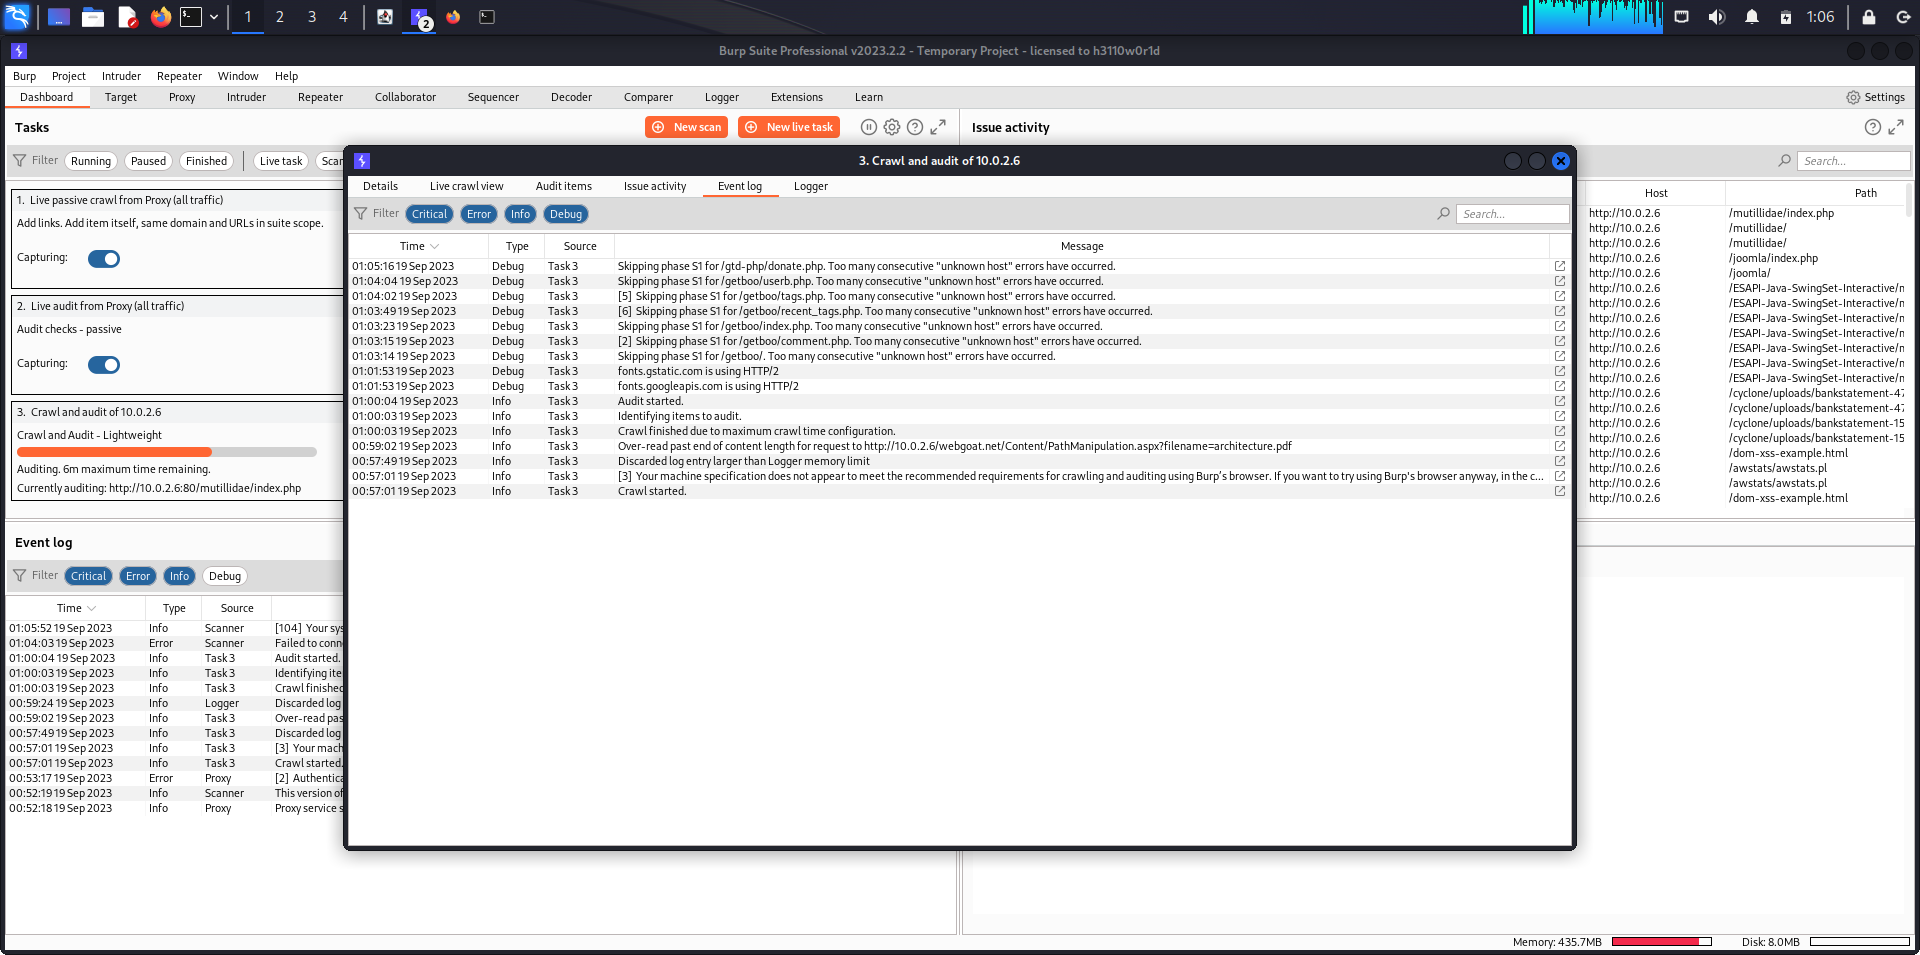 1 2 3 4 2 1:06
Burp Suite Professional v2023.2.2 - Temporary Project - licensed to h3110w0r1d
Burp Project Intruder Repeater Window Help
Dashboard Target Proxy Intruder Repeater Collaborator Sequencer Decoder Comparer Logger Extensions Learn Settings
Tasks New scan New live task
Filter Running Paused Finished Live task Scan
1. Live passive crawl from Proxy (all traffic)
Add links. Add item itself, same domain and URLs in suite scope.
Capturing:
2. Live audit from Proxy (all traffic)
Audit checks - passive
Capturing:
3. Crawl and audit of 10.0.2.6
Crawl and Audit - Lightweight
Auditing. 6m maximum time remaining.
Currently auditing: http://10.0.2.6:80/mutillidae/index.php
Event log
Filter Critical Error Info Debug
Time Type Source
01:05:52 19 Sep 2023 Info Scanner [104] Your sys
01:04:03 19 Sep 2023 Error Scanner Failed to conn
01:00:04 19 Sep 2023 Info Task 3 Audit started.
01:00:03 19 Sep 2023 Info Task 3 Identifying ite
01:00:03 19 Sep 2023 Info Task 3 Crawl finished
00:59:24 19 Sep 2023 Info Logger Discarded log
00:59:02 19 Sep 2023 Info Task 3 Over-read pas
00:57:49 19 Sep 2023 Info Task 3 Discarded log
00:57:01 19 Sep 2023 Info Task 3 [3] Your mach
00:57:01 19 Sep 2023 Info Task 3 Crawl started.
00:53:17 19 Sep 2023 Error Proxy [2] Authentica
00:52:19 19 Sep 2023 Info Scanner This version of
00:52:18 19 Sep 2023 Info Proxy Proxy service s
3. Crawl and audit of 10.0.2.6
Details Live crawl view Audit items Issue activity Event log Logger
Filter Critical Error Info Debug Search...
Time Type Source Message
01:05:16 19 Sep 2023 Debug Task 3 Skipping phase S1 for /gtd-php/donate.php. Too many consecutive "unknown host" errors have occurred.
01:04:04 19 Sep 2023 Debug Task 3 Skipping phase S1 for /getboo/userb.php. Too many consecutive "unknown host" errors have occurred.
01:04:02 19 Sep 2023 Debug Task 3 [5] Skipping phase S1 for /getboo/tags.php. Too many consecutive "unknown host" errors have occurred.
01:03:49 19 Sep 2023 Debug Task 3 [6] Skipping phase S1 for /getboo/recent_tags.php. Too many consecutive "unknown host" errors have occurred.
01:03:23 19 Sep 2023 Debug Task 3 Skipping phase S1 for /getboo/index.php. Too many consecutive "unknown host" errors have occurred.
01:03:15 19 Sep 2023 Debug Task 3 [2] Skipping phase S1 for /getboo/comment.php. Too many consecutive "unknown host" errors have occurred.
01:03:14 19 Sep 2023 Debug Task 3 Skipping phase S1 for /getboo/. Too many consecutive "unknown host" errors have occurred.
01:01:53 19 Sep 2023 Debug Task 3 fonts.gstatic.com is using HTTP/2
01:01:53 19 Sep 2023 Debug Task 3 fonts.googleapis.com is using HTTP/2
01:00:04 19 Sep 2023 Info Task 3 Audit started.
01:00:03 19 Sep 2023 Info Task 3 Identifying items to audit.
01:00:03 19 Sep 2023 Info Task 3 Crawl finished due to maximum crawl time configuration.
00:59:02 19 Sep 2023 Info Task 3 Over-read past end of content length for request to http://10.0.2.6/webgoat.net/Content/PathManipulation.aspx?filename=architecture.pdf
00:57:49 19 Sep 2023 Info Task 3 Discarded log entry larger than Logger memory limit
00:57:01 19 Sep 2023 Info Task 3 [3] Your machine specification does not appear to meet the recommended requirements for crawling and auditing using Burp's browser. If you want to try using Burp's browser anyway, in the c...
00:57:01 19 Sep 2023 Info Task 3 Crawl started.
Issue activity
Search...
Host Path
http://10.0.2.6 /mutillidae/index.php
http://10.0.2.6 /mutillidae/
http://10.0.2.6 /mutillidae/
http://10.0.2.6 /joomla/index.php
http://10.0.2.6 /joomla/
http://10.0.2.6 /ESAPI-Java-SwingSet-Interactive/m
http://10.0.2.6 /ESAPI-Java-SwingSet-Interactive/m
http://10.0.2.6 /ESAPI-Java-SwingSet-Interactive/m
http://10.0.2.6 /ESAPI-Java-SwingSet-Interactive/m
http://10.0.2.6 /ESAPI-Java-SwingSet-Interactive/m
http://10.0.2.6 /ESAPI-Java-SwingSet-Interactive/m
http://10.0.2.6 /ESAPI-Java-SwingSet-Interactive/m
http://10.0.2.6 /cyclone/uploads/bankstatement-47
http://10.0.2.6 /cyclone/uploads/bankstatement-47
http://10.0.2.6 /cyclone/uploads/bankstatement-15
http://10.0.2.6 /cyclone/uploads/bankstatement-15
http://10.0.2.6 /dom-xss-example.html
http://10.0.2.6 /awstats/awstats.pl
http://10.0.2.6 /awstats/awstats.pl
http://10.0.2.6 /dom-xss-example.html
Memory: 435.7MB Disk: 8.0MB